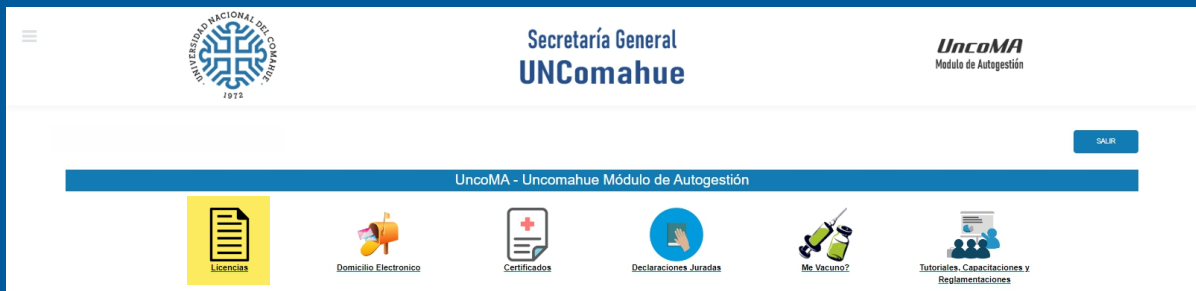 UNIVERSIDAD NACIONAL DEL COMAHUE
1972
Secretaría General
UNComahue
UncoMA
Modulo de Autogestión
SALIR
UncoMA - Uncomahue Módulo de Autogestión
Licencias
Domicilio Electronico
Certificados
Declaraciones Juradas
Me Vacuno?
Tutoriales, Capacitaciones y
Reglamentaciones